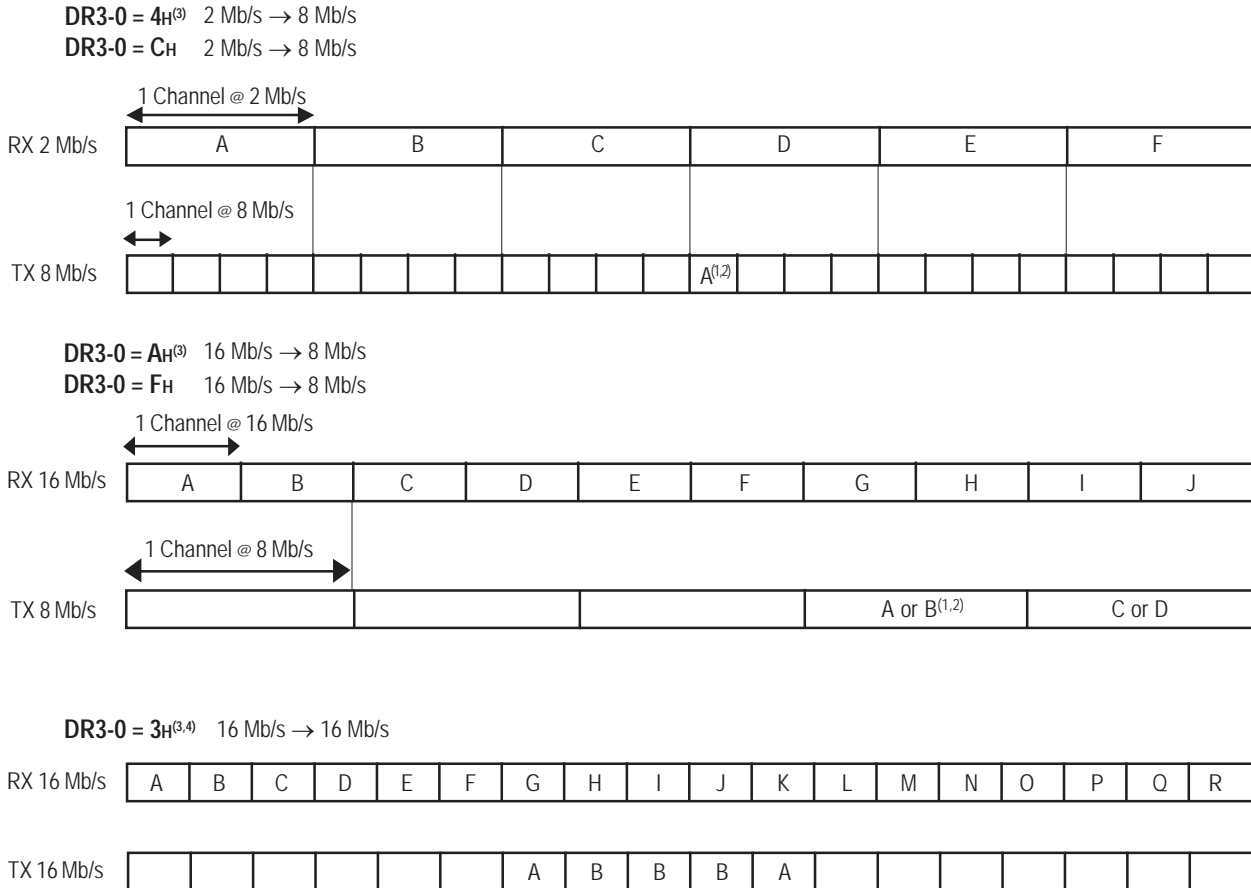 DR3-0 = 4H(3) 2 Mb/s → 8 Mb/s
DR3-0 = CH 2 Mb/s → 8 Mb/s
1 Channel @ 2 Mb/s
RX 2 Mb/s A B C D E F
1 Channel @ 8 Mb/s
TX 8 Mb/s A(1,2)
DR3-0 = AH(3) 16 Mb/s → 8 Mb/s
DR3-0 = FH 16 Mb/s → 8 Mb/s
1 Channel @ 16 Mb/s
RX 16 Mb/s A B C D E F G H I J
1 Channel @ 8 Mb/s
TX 8 Mb/s A or B(1,2) C or D
DR3-0 = 3H(3,4) 16 Mb/s → 16 Mb/s
RX 16 Mb/s A B C D E F G H I J K L M N O P Q R
TX 16 Mb/s A B B B A